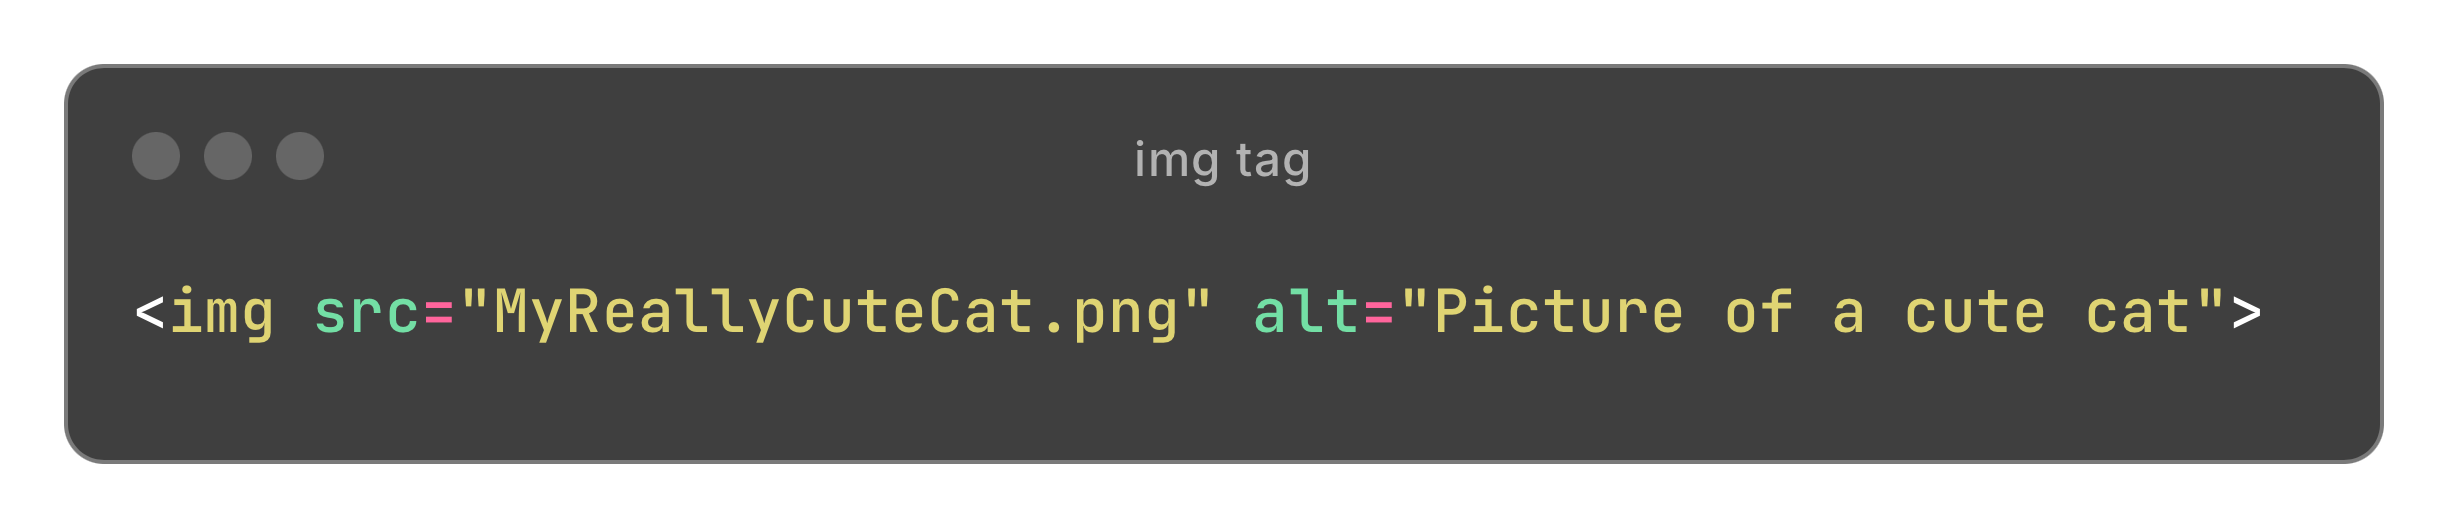 img tag
<img src="MyReallyCuteCat.png" alt="Picture of a cute cat">